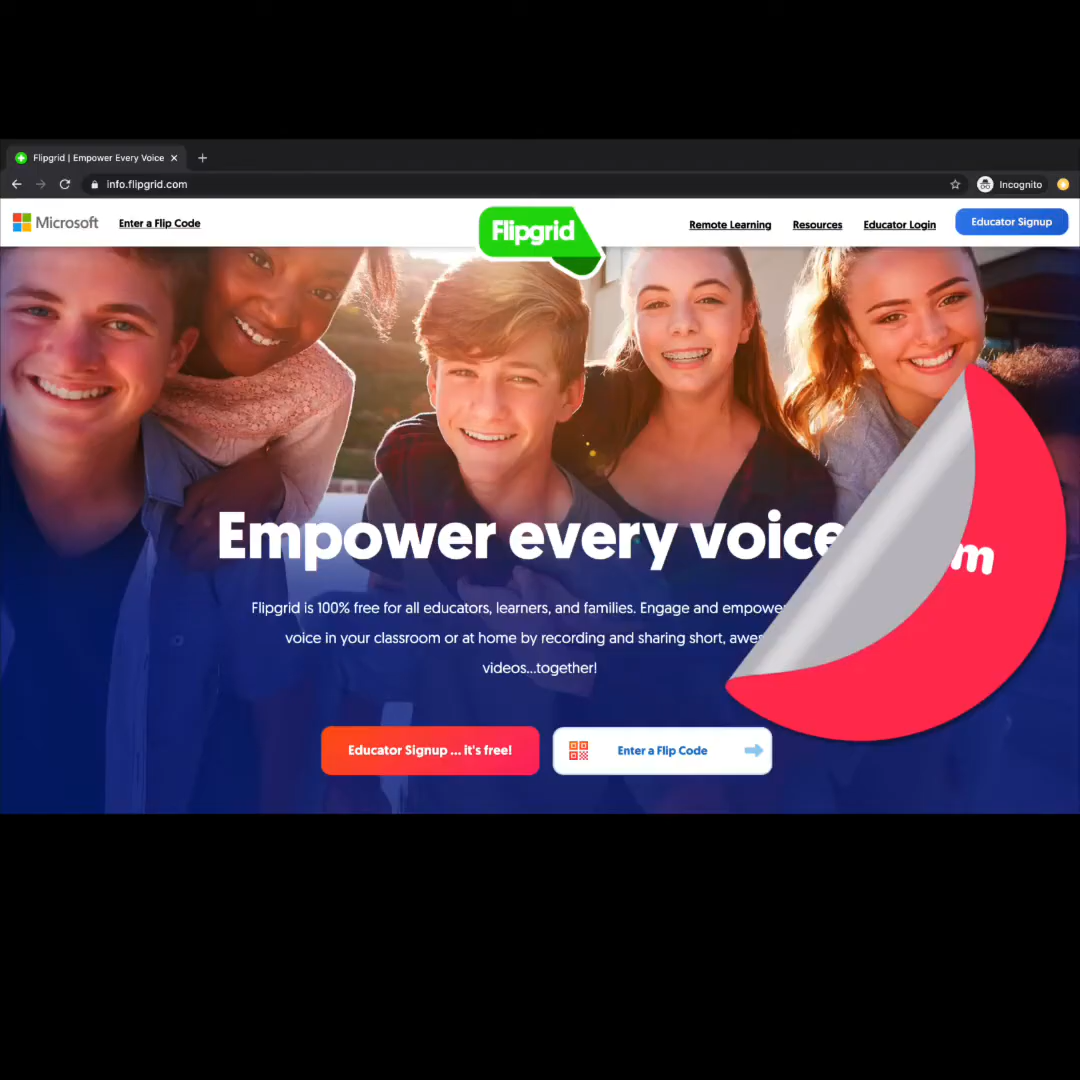 Flipgrid | Empower Every Voice
info.flipgrid.com
Incognito
Microsoft
Enter a Flip Code
Flipgrid
Remote Learning
Resources
Educator Login
Educator Signup
Empower every voice
Flipgrid is 100% free for all educators, learners, and families. Engage and
voice in your classroom or at home by recording and sharing short,
videos...together!
Educator Signup ... it's free!
Enter a Flip Code